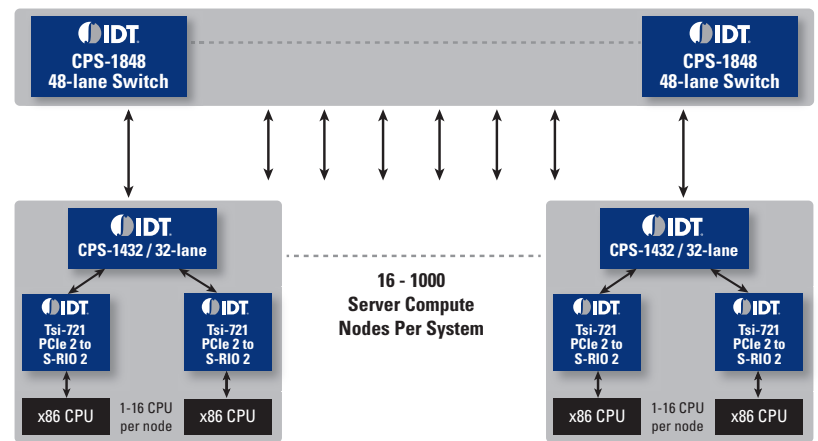 IDT
CPS-1848
48-lane Switch
IDT
CPS-1848
48-lane Switch
IDT
CPS-1432 / 32-lane
IDT
Tsi-721
PCIe 2 to
S-RIO 2
IDT
Tsi-721
PCIe 2 to
S-RIO 2
x86 CPU
1-16 CPU
per node
x86 CPU
16 - 1000
Server Compute
Nodes Per System
IDT
CPS-1432 / 32-lane
IDT
Tsi-721
PCIe 2 to
S-RIO 2
IDT
Tsi-721
PCIe 2 to
S-RIO 2
x86 CPU
1-16 CPU
per node
x86 CPU